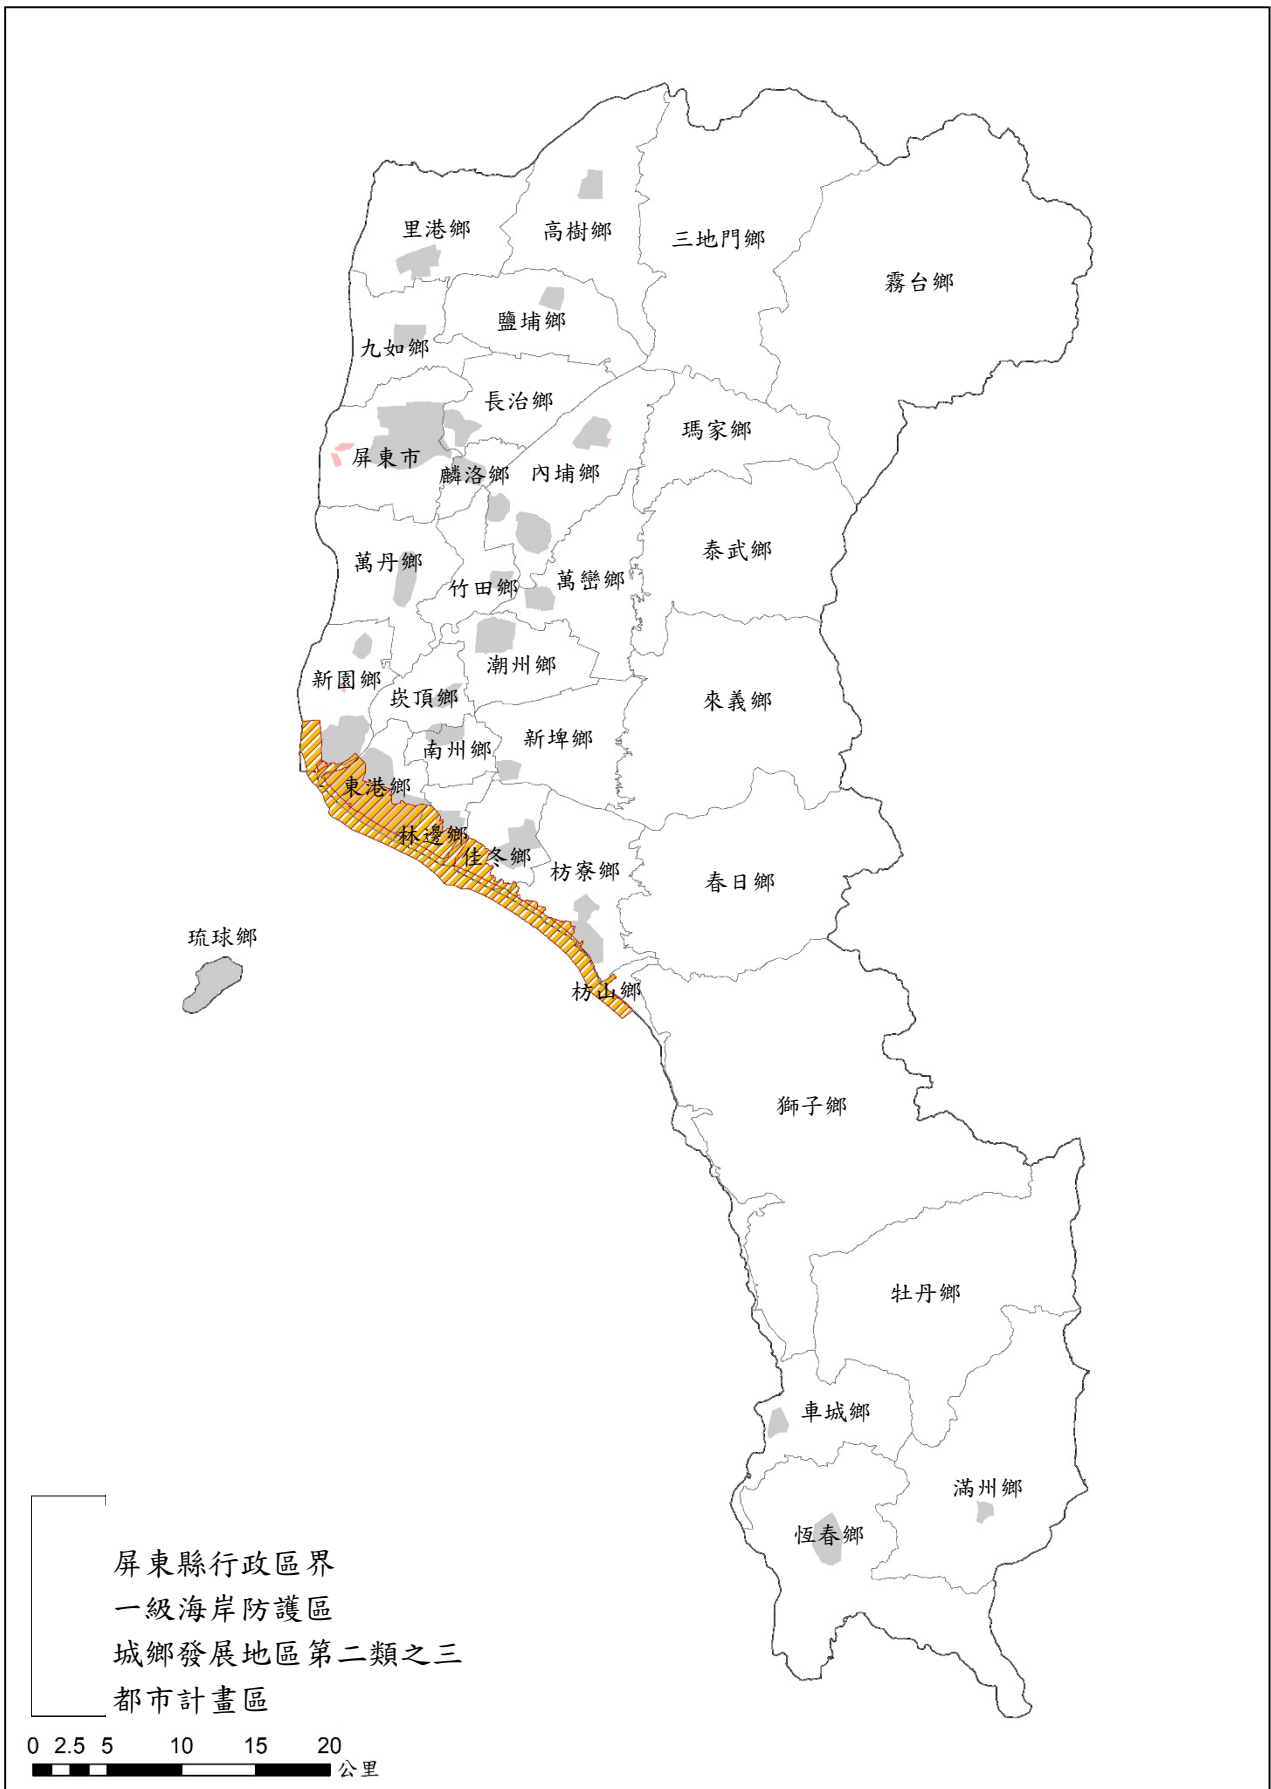 里港鄉
高樹鄉
三地門鄉
霧台鄉
鹽埔鄉
九如鄉
長治鄉
瑪家鄉
屏東市
麟洛鄉
內埔鄉
泰武鄉
萬丹鄉
竹田鄉
萬巒鄉
潮州鄉
新園鄉
崁頂鄉
來義鄉
新埤鄉
南州鄉
東港鄉
林邊鄉
佳冬鄉
枋寮鄉
春日鄉
琉球鄉
枋山鄉
獅子鄉
牡丹鄉
車城鄉
滿州鄉
恆春鄉
屏東縣行政區界
一級海岸防護區
城鄉發展地區第二類之三
都市計畫區
0 2.5 5 10 15 20
公里